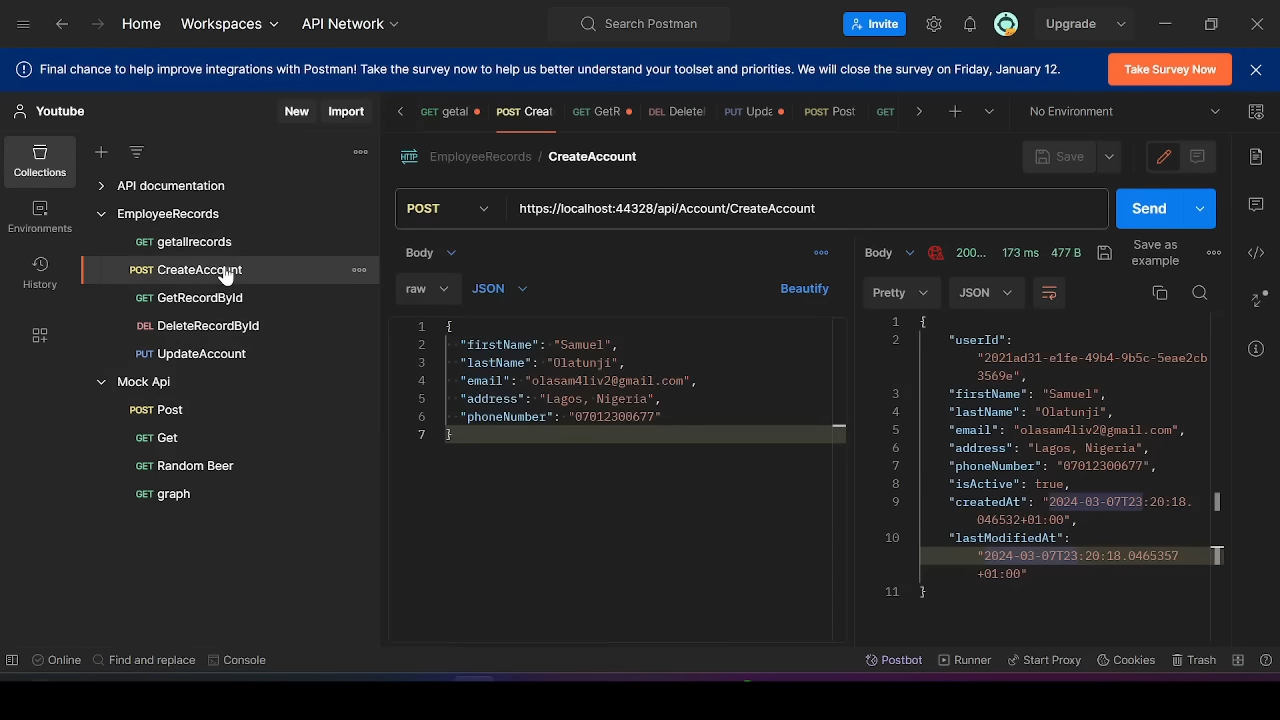 Home
Workspaces
API Network
Search Postman
Invite
Upgrade
Final chance to help improve integrations with Postman! Take the survey now to help us better understand your toolset and priorities. We will close the survey on Friday, January 12.
Take Survey Now
Youtube
New
Import
GET getal
POST Creat
GET GetR
DEL Delete
PUT Upda
POST Post
GET
No Environment
Collections
Environments
History
API documentation
EmployeeRecords
GET getallrecords
POST CreateAccount
GET GetRecordById
DEL DeleteRecordById
PUT UpdateAccount
Mock Api
POST Post
GET Get
GET Random Beer
GET graph
HTTP EmployeeRecords / CreateAccount
Save
POST
https://localhost:44328/api/Account/CreateAccount
Send
Body
raw
JSON
Beautify
1 {
2 "firstName": "Samuel",
3 "lastName": "Olatunji",
4 "email": "olasam4liv2@gmail.com",
5 "address": "Lagos, Nigeria",
6 "phoneNumber": "07012300677"
7 }
Body
200...
173 ms
477 B
Save as
example
Pretty
JSON
1 {
2 "userId":
"2021ad31-e1fe-49b4-9b5c-5eae2cb
3569e",
3 "firstName": "Samuel",
4 "lastName": "Olatunji",
5 "email": "olasam4liv2@gmail.com",
6 "address": "Lagos, Nigeria",
7 "phoneNumber": "07012300677",
8 "isActive": true,
9 "createdAt": "2024-03-07T23:20:18.
046532+01:00",
10 "lastModifiedAt":
"2024-03-07T23:20:18.0465357
+01:00"
11 }
Online
Find and replace
Console
Postbot
Runner
Start Proxy
Cookies
Trash